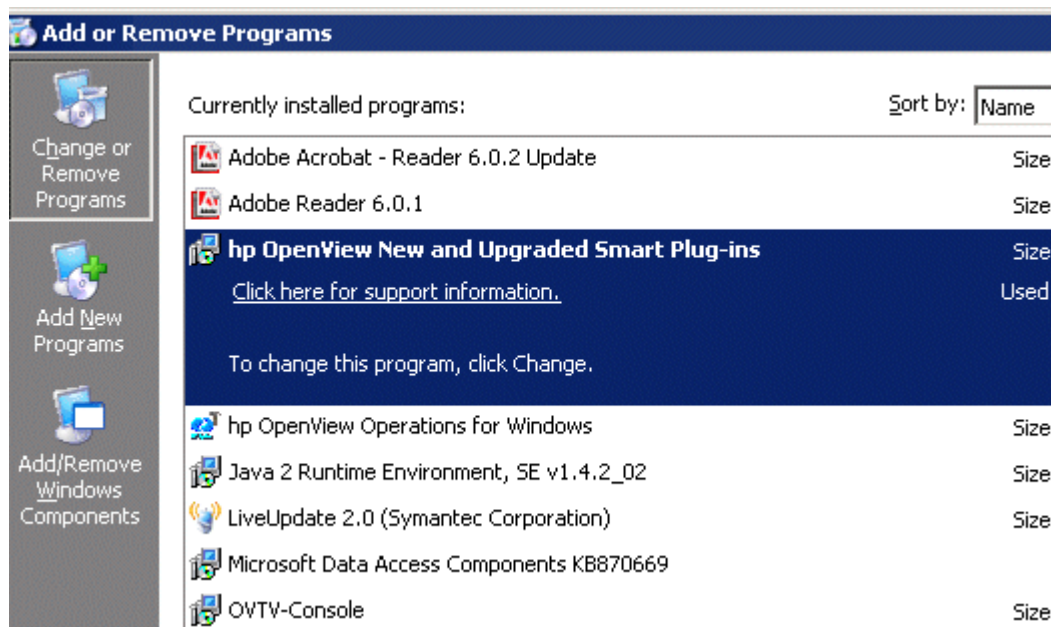 Add or Remove Programs
Change or
Remove
Programs
Add New
Programs
Add/Remove
Windows
Components
Currently installed programs:
Sort by: Name
Adobe Acrobat - Reader 6.0.2 Update Size
Adobe Reader 6.0.1 Size
hp OpenView New and Upgraded Smart Plug-ins Size
Click here for support information. Used
To change this program, click Change.
hp OpenView Operations for Windows Size
Java 2 Runtime Environment, SE v1.4.2_02 Size
LiveUpdate 2.0 (Symantec Corporation) Size
Microsoft Data Access Components KB870669
OVTV-Console Size